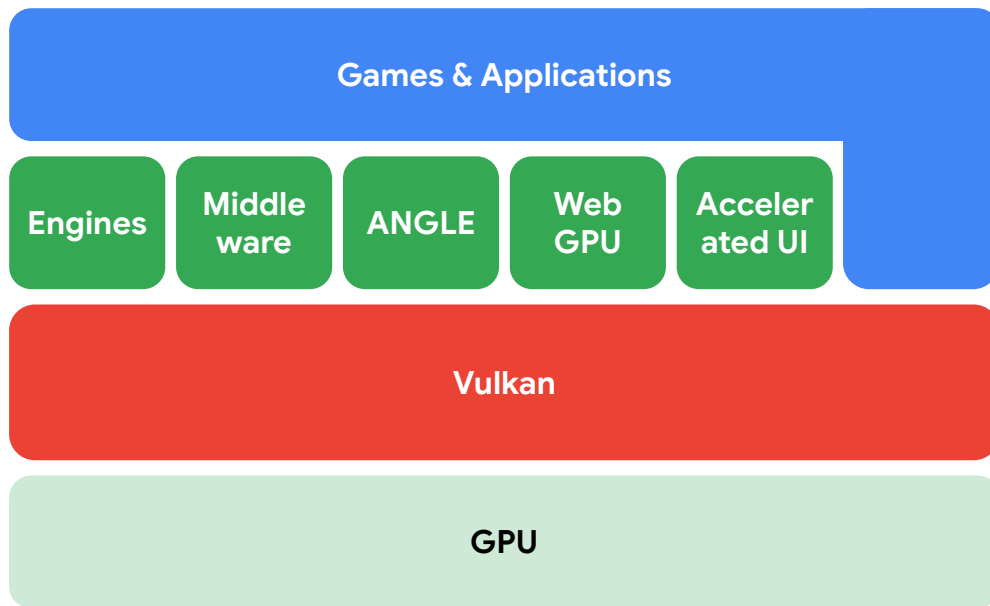 Games & Applications
Engines
Middle
ware
ANGLE
Web
GPU
Acceler
ated UI
Vulkan
GPU